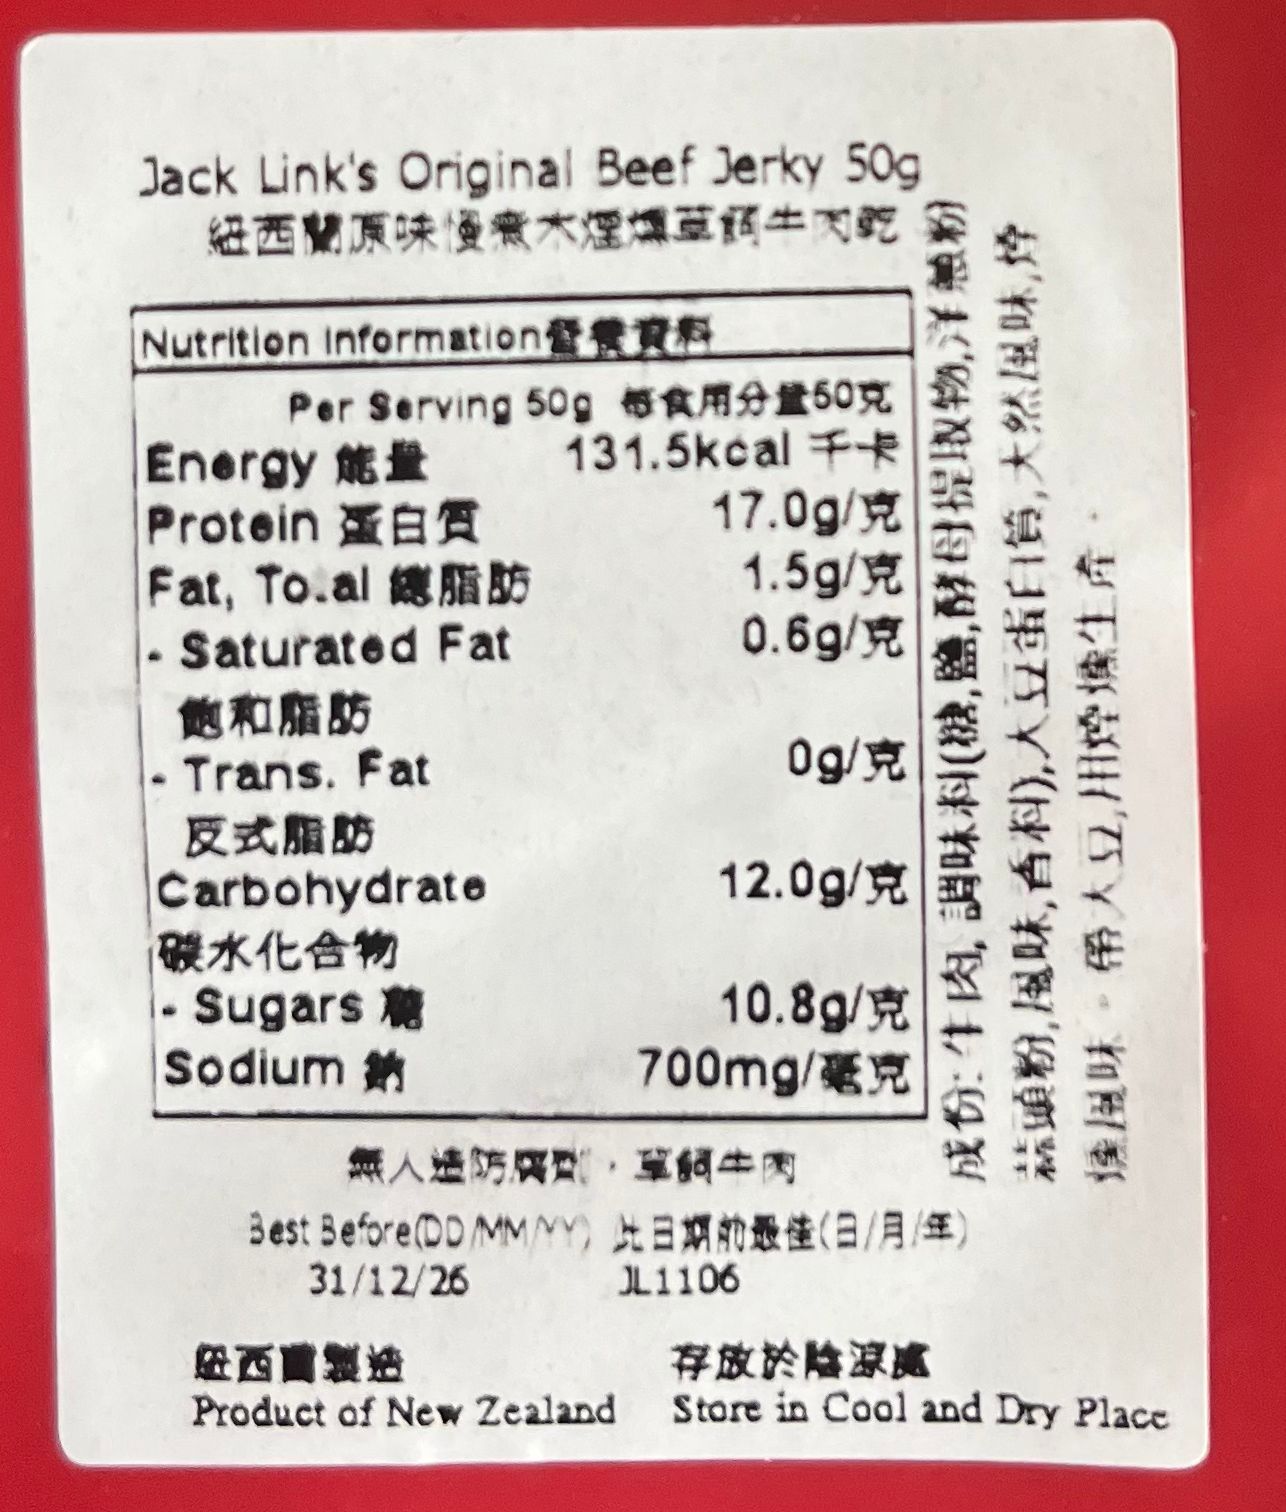 Jack Link's Original Beef Jerky 50g
紐西蘭原味慢煮木煙燻草飼牛肉乾
Nutrition Information營養資料
Per Serving 50g 每食用分量50克
Energy 能量 131.5kcal 千卡
Protein 蛋白質 17.0g/克
Fat, To.al 總脂肪 1.5g/克
- Saturated Fat 0.6g/克
飽和脂肪
- Trans. Fat 0g/克
反式脂肪
Carbohydrate 12.0g/克
碳水化合物
- Sugars 糖 10.8g/克
Sodium 鈉 700mg/毫克
成份: 牛肉, 調味料(糖,鹽,酵母提取物,洋蔥粉
蒜頭粉,風味,香料),大豆蛋白質,天然風味,煙
燻風味。帶大豆,用煙燻生産.
無人造防腐劑,草飼牛肉
Best Before(DD/MM/YY) 此日期前最佳(日/月/年)
31/12/26 JL1106
紐西蘭製造 存放於陰涼處
Product of New Zealand Store in Cool and Dry Place